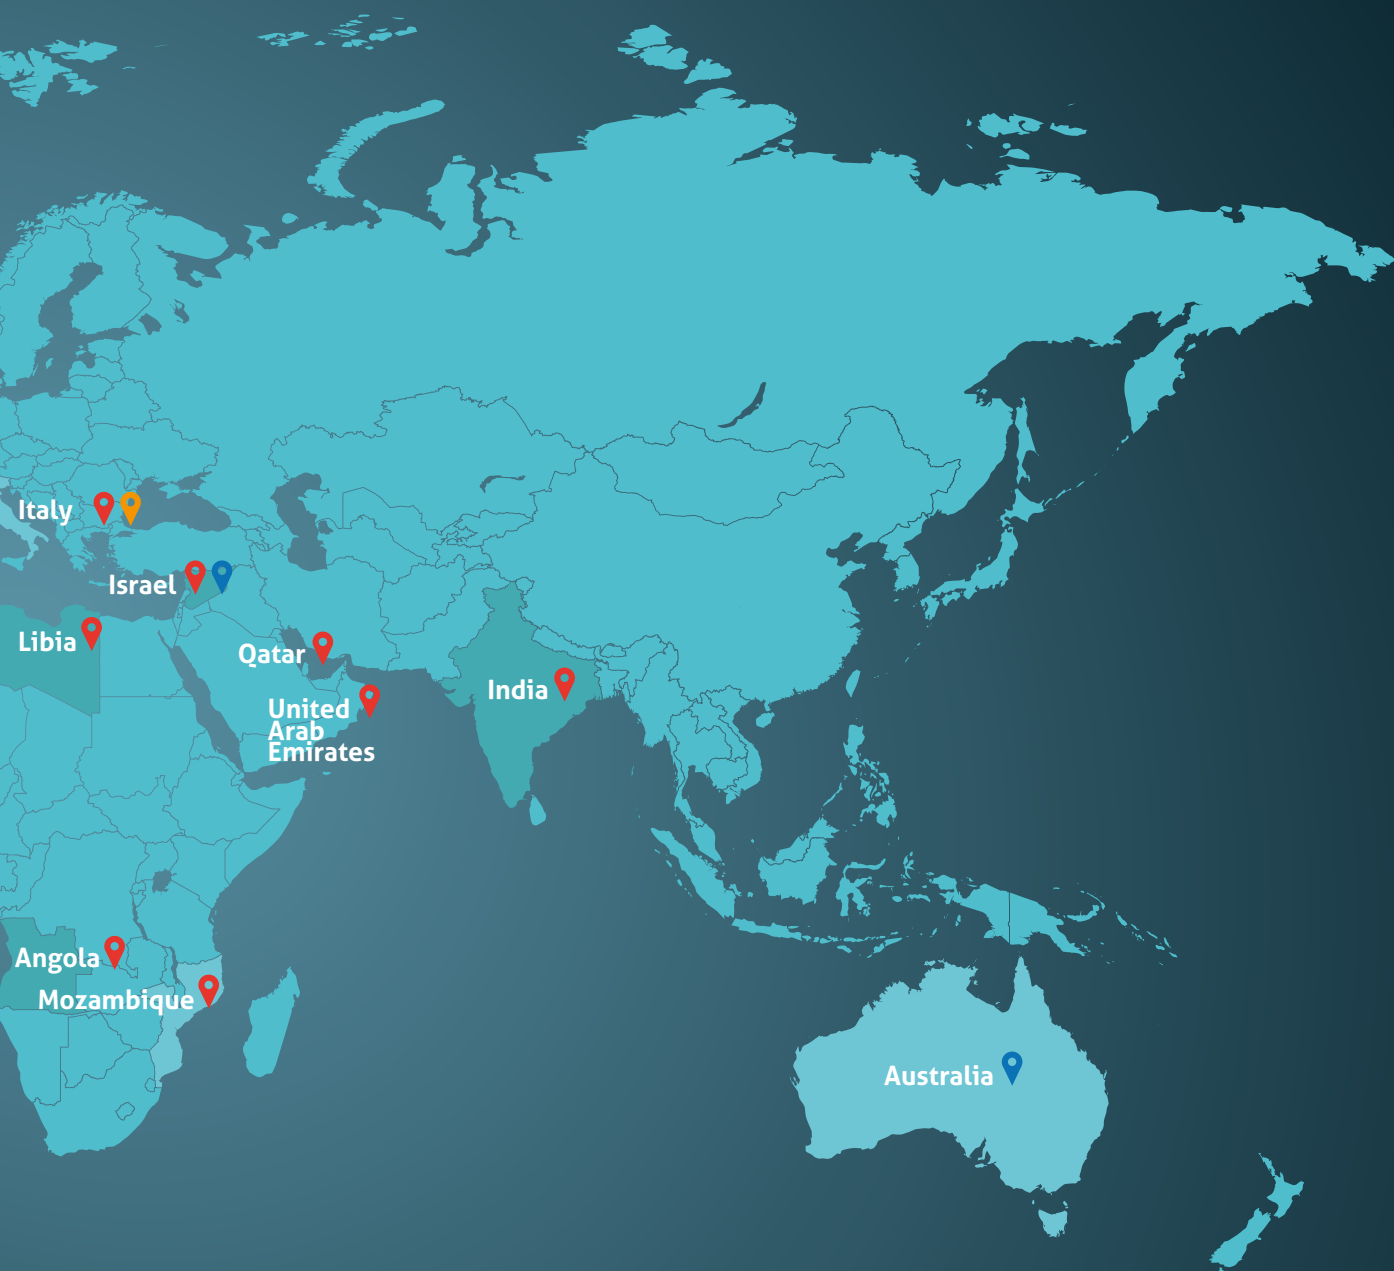 Italy
Israel
Libia
Qatar
India
United
Arab
Emirates
Angola
Mozambique
Australia